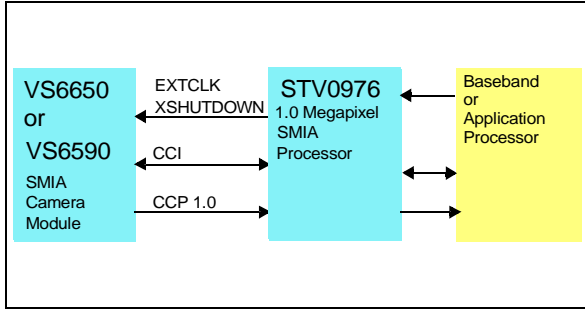 VS6650
or
VS6590
SMIA
Camera
Module
EXTCLK
XSHUTDOWN
CCI
CCP 1.0
STV0976
1.0 Megapixel
SMIA
Processor
Baseband
or
Application
Processor